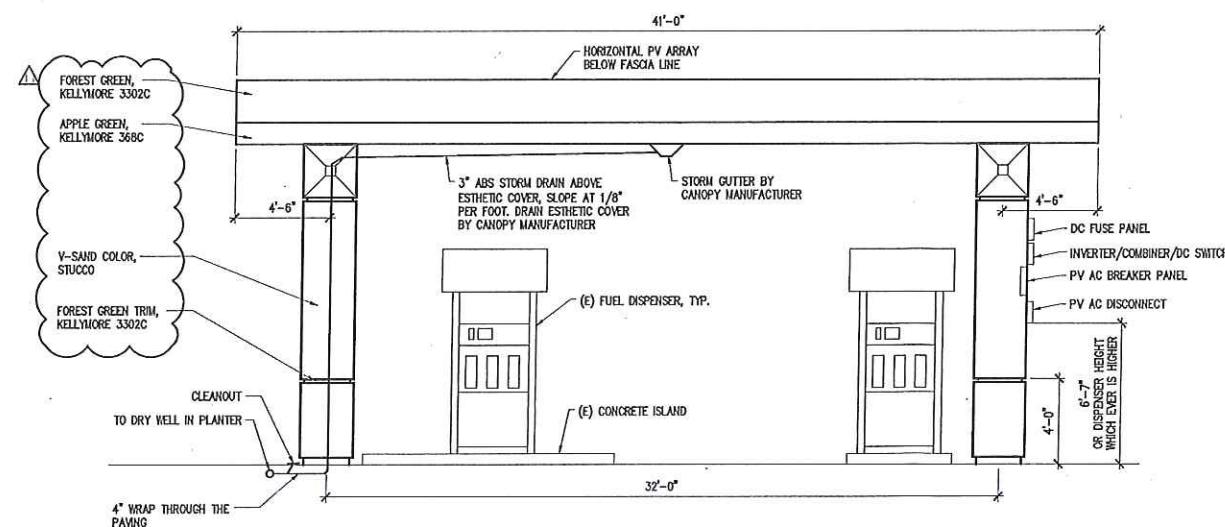 41'-0"
HORIZONTAL PV ARRAY
BELOW FASCIA LINE
FOREST GREEN,
KELLYMORE 3302C
APPLE GREEN,
KELLYMORE 368C
3" ABS STORM DRAIN ABOVE
ESTHETIC COVER, SLOPE AT 1/8"
PER FOOT. DRAIN ESTHETIC COVER
BY CANOPY MANUFACTURER
STORM GUTTER BY
CANOPY MANUFACTURER
4'-6"
4'-6"
DC FUSE PANEL
INVERTER/COMBINER/DC SWITCH
PV AC BREAKER PANEL
PV AC DISCONNECT
V-SAND COLOR,
STUCCO
FOREST GREEN TRIM,
KELLYMORE 3302C
(E) FUEL DISPENSER, TYP.
CLEANOUT
TO DRY WELL IN PLANTER
(E) CONCRETE ISLAND
4'-0"
6'-7"
OR DISPENSER HEIGHT
WHICH EVER IS HIGHER
32'-0"
4" WRAP THROUGH THE
PAVING